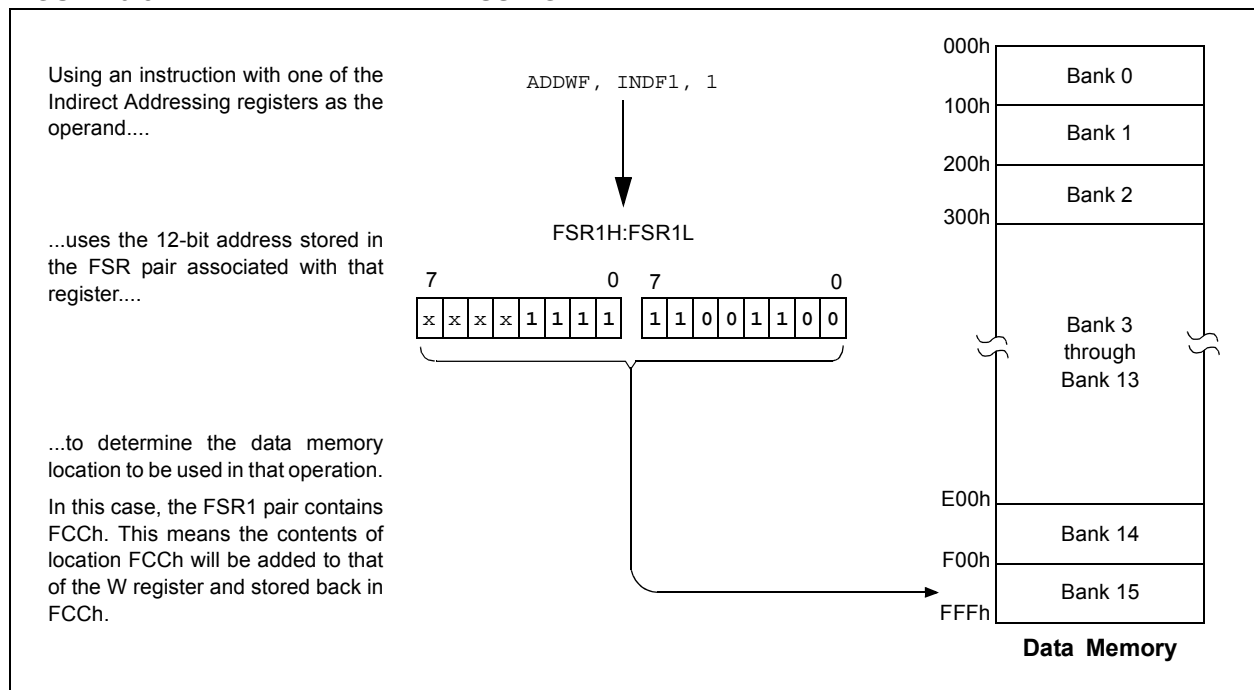 Using an instruction with one of the
Indirect Addressing registers as the
operand....
ADDWF, INDF1, 1
...uses the 12-bit address stored in
the FSR pair associated with that
register....
FSR1H:FSR1L
7 0 7 0
x x x x 1 1 1 1 1 1 0 0 1 1 0 0
...to determine the data memory
location to be used in that operation.
In this case, the FSR1 pair contains
FCCh. This means the contents of
location FCCh will be added to that
of the W register and stored back in
FCCh.
000h
Bank 0
100h
Bank 1
200h
Bank 2
300h
Bank 3
through
Bank 13
E00h
Bank 14
F00h
Bank 15
FFFh
Data Memory